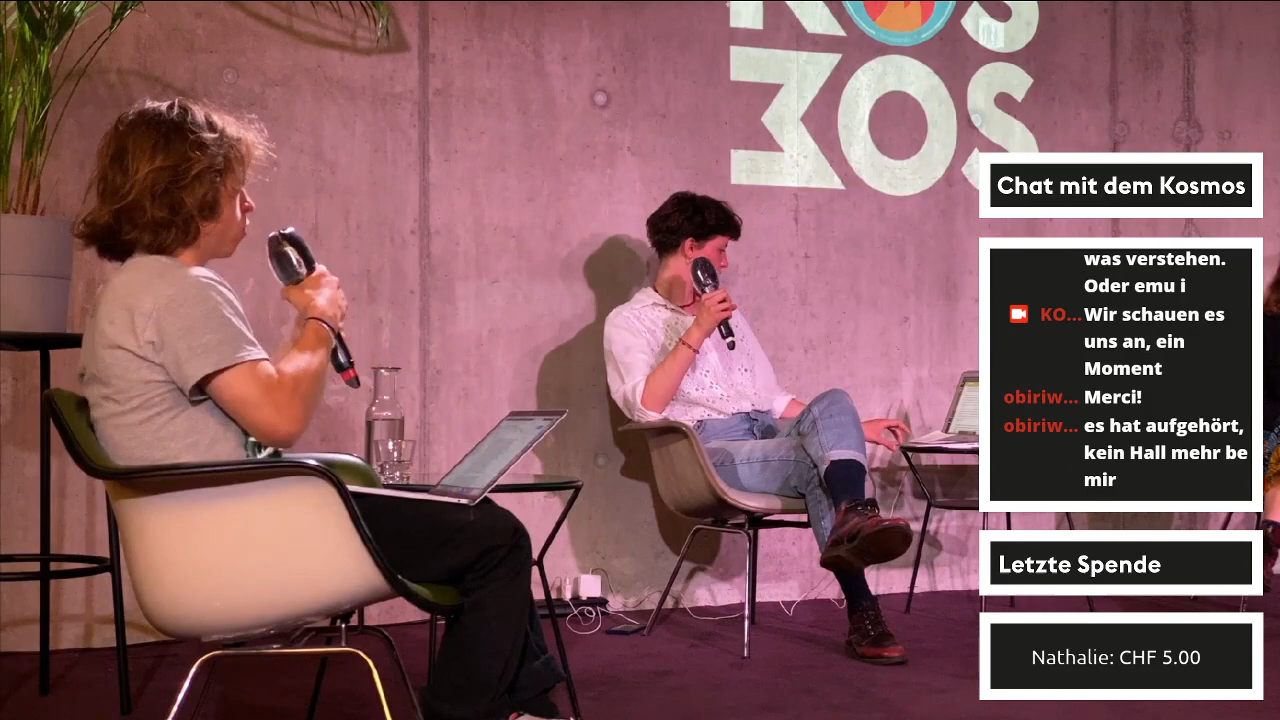 KOS
MOS
Chat mit dem Kosmos
was verstehen.
Oder emu i
KO... Wir schauen es
uns an, ein
Moment
obiriw... Merci!
obiriw... es hat aufgehört,
kein Hall mehr be
mir
Letzte Spende
Nathalie: CHF 5.00